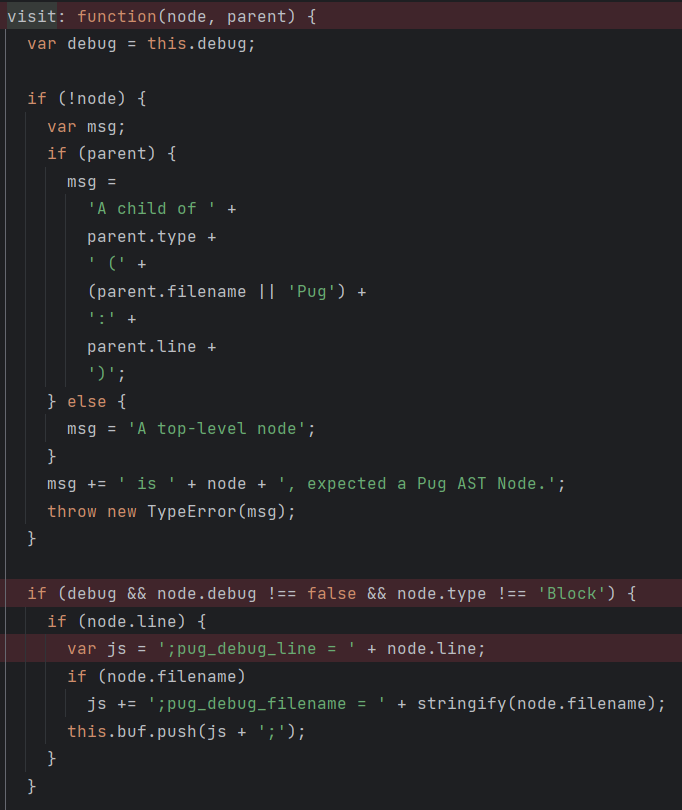 visit: function(node, parent) {
  var debug = this.debug;

  if (!node) {
    var msg;
    if (parent) {
      msg =
        'A child of ' +
        parent.type +
        ' (' +
        (parent.filename || 'Pug') +
        ':' +
        parent.line +
        ')';
    } else {
      msg = 'A top-level node';
    }
    msg += ' is ' + node + ', expected a Pug AST Node.';
    throw new TypeError(msg);
  }

  if (debug && node.debug !== false && node.type !== 'Block') {
    if (node.line) {
      var js = ';pug_debug_line = ' + node.line;
      if (node.filename)
        js += ';pug_debug_filename = ' + stringify(node.filename);
      this.buf.push(js + ';');
    }
  }